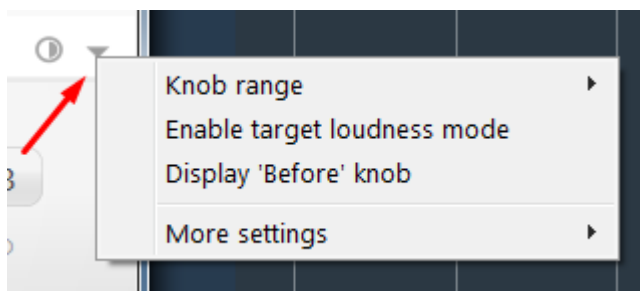 Knob range
Enable target loudness mode
Display 'Before' knob
More settings